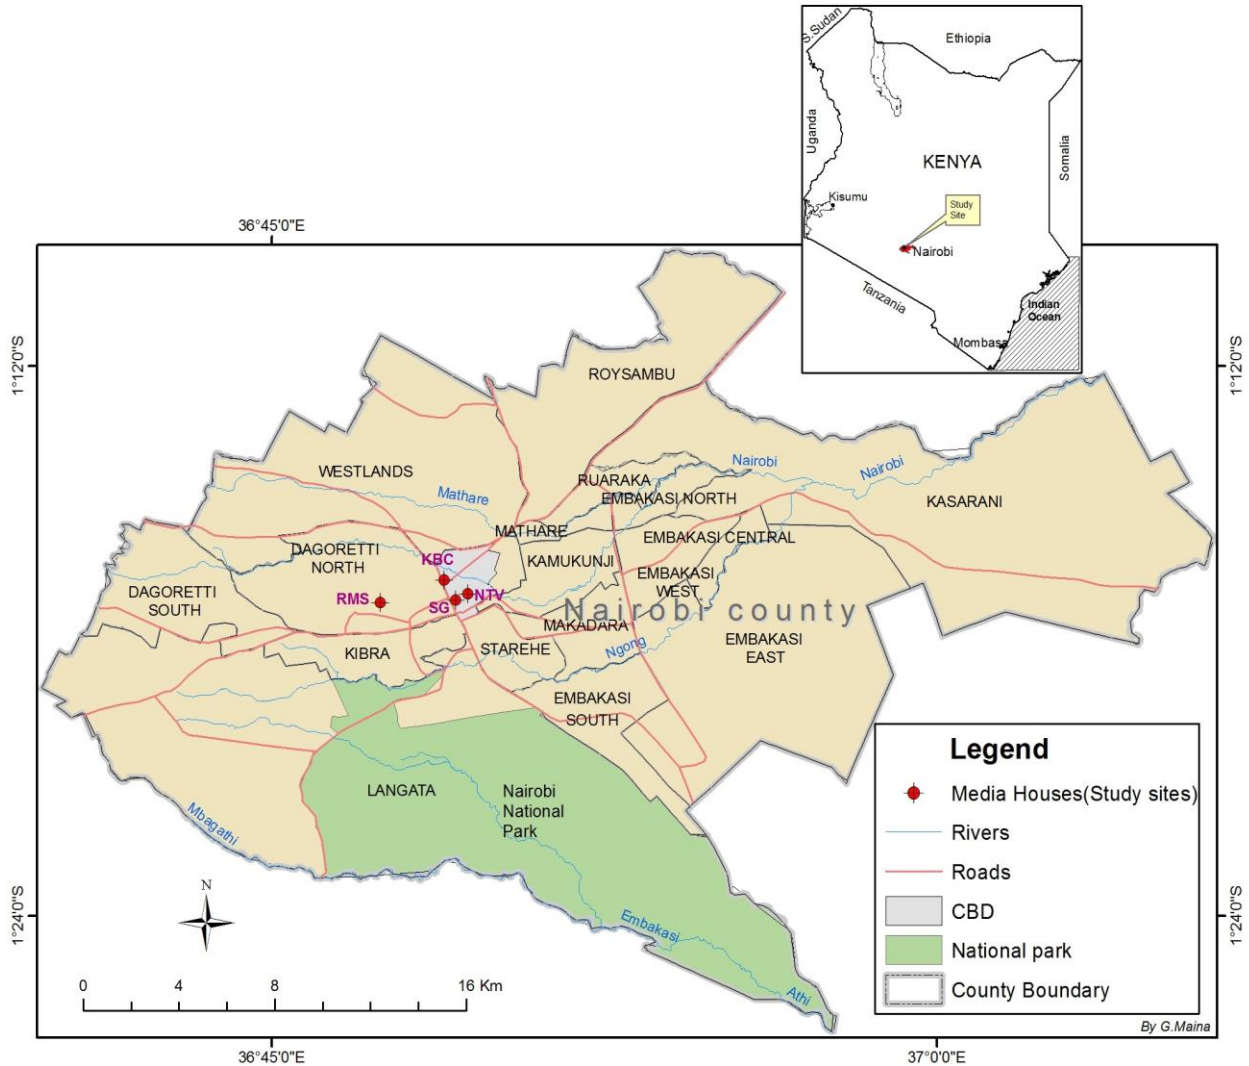 S.Sudan
Ethiopia
Uganda
Somalia
KENYA
Kisumu
Study
Site
Nairobi
Tanzania
Indian
Ocean
Mombasa
36°45'0"E
1°12'0"S
1°12'0"S
ROYSAMBU
WESTLANDS
Mathare
RUARAKA
Nairobi
Nairobi
EMBAKASI NORTH
KASARANI
MATHARE
EMBAKASI CENTRAL
DAGORETTI
NORTH
KBC
KAMUKUNJI
EMBAKASI
WEST
DAGORETTI
SOUTH
RMS
SG
NTV
Nairobi county
MAKADARA
KIBRA
STAREHE
Ngong
EMBAKASI
EAST
EMBAKASI
SOUTH
LANGATA
Nairobi
National
Park
Mbagathi
Embakasi
Athi
N
1°24'0"S
1°24'0"S
0 4 8 16 Km
Legend
Media Houses(Study sites)
Rivers
Roads
CBD
National park
County Boundary
By G.Maina
36°45'0"E
37°0'0"E